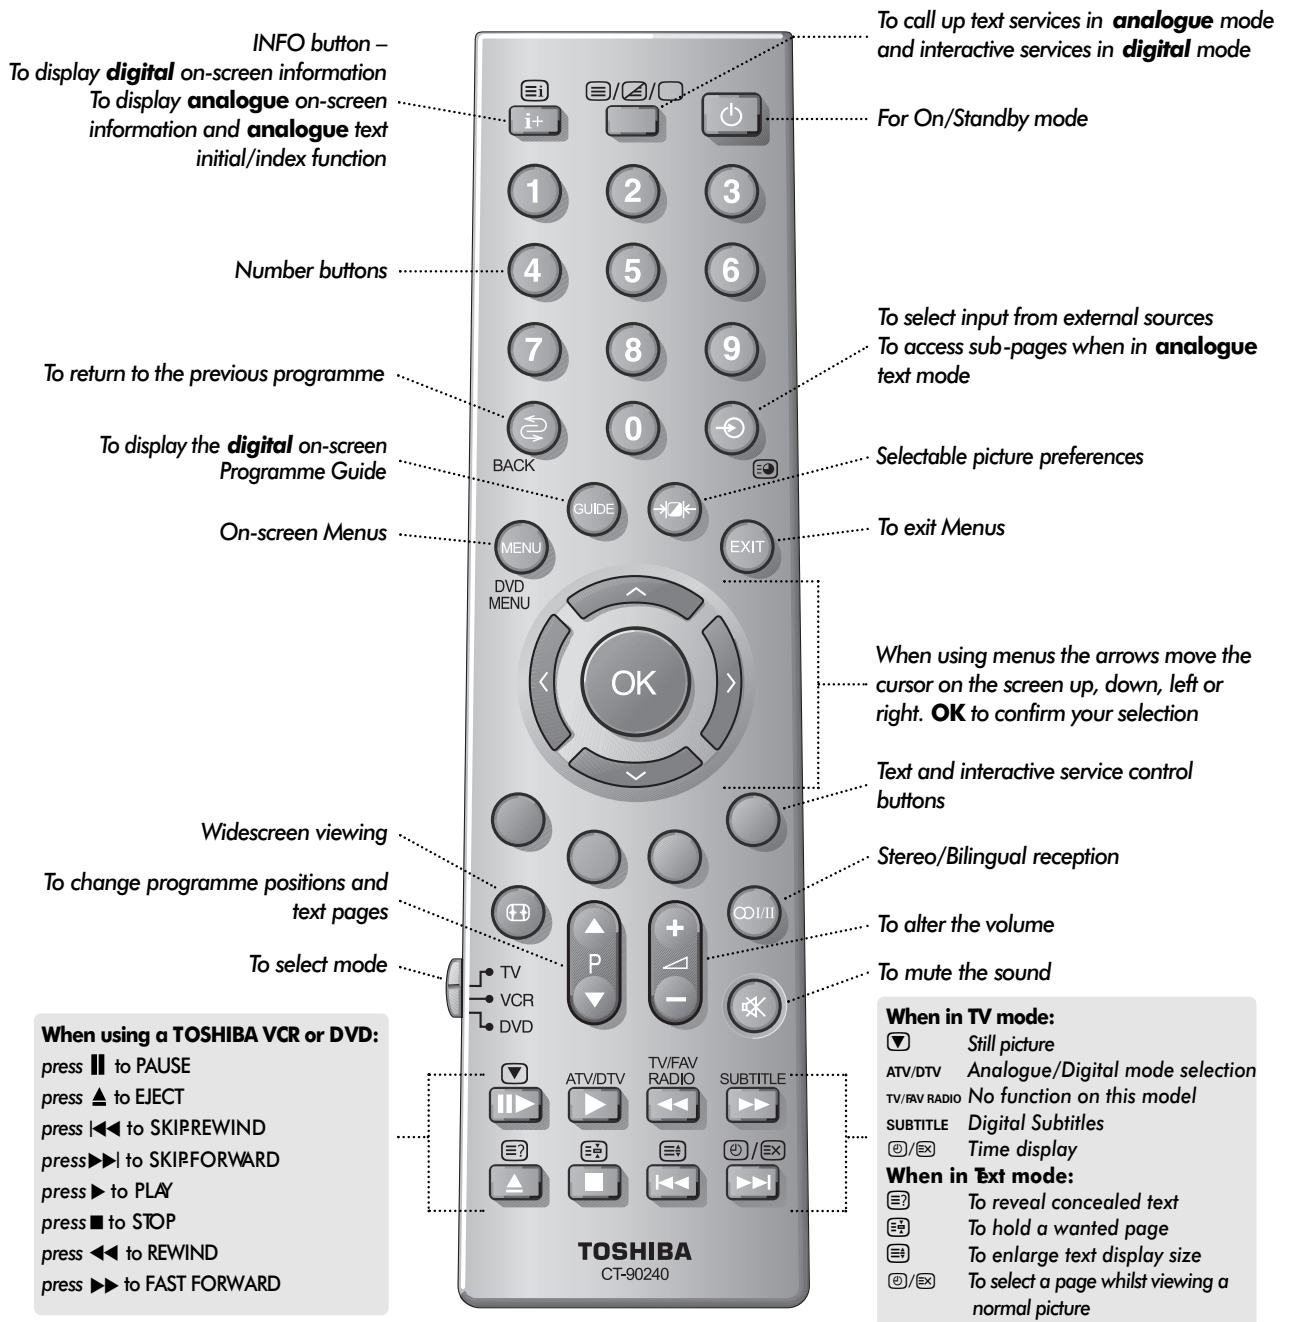 INFO button –
To display digital on-screen information
To display analogue on-screen
information and analogue text
initial/index function
Number buttons
To return to the previous programme
To display the digital on-screen
Programme Guide
On-screen Menus
Widescreen viewing
To change programme positions and
text pages
To select mode
When using a TOSHIBA VCR or DVD:
press to PAUSE
press to EJECT
press to SKIP-REWIND
press to SKIP-FORWARD
press to PLAY
press to STOP
press to REWIND
press to FAST FORWARD
i+
1 2 3
4 5 6
7 8 9
0
BACK
GUIDE
MENU
EXIT
DVD
MENU
OK
I/II
P
+
−
TV
VCR
DVD
ATV/DTV
TV/FAV
RADIO
SUBTITLE
TOSHIBA
CT-90240
To call up text services in analogue mode
and interactive services in digital mode
For On/Standby mode
To select input from external sources
To access sub-pages when in analogue
text mode
Selectable picture preferences
To exit Menus
When using menus the arrows move the
cursor on the screen up, down, left or
right. OK to confirm your selection
Text and interactive service control
buttons
Stereo/Bilingual reception
To alter the volume
To mute the sound
When in TV mode:
Still picture
ATV/DTV Analogue/Digital mode selection
TV/FAV RADIO No function on this model
SUBTITLE Digital Subtitles
Time display
When in Text mode:
To reveal concealed text
To hold a wanted page
To enlarge text display size
To select a page whilst viewing a
normal picture